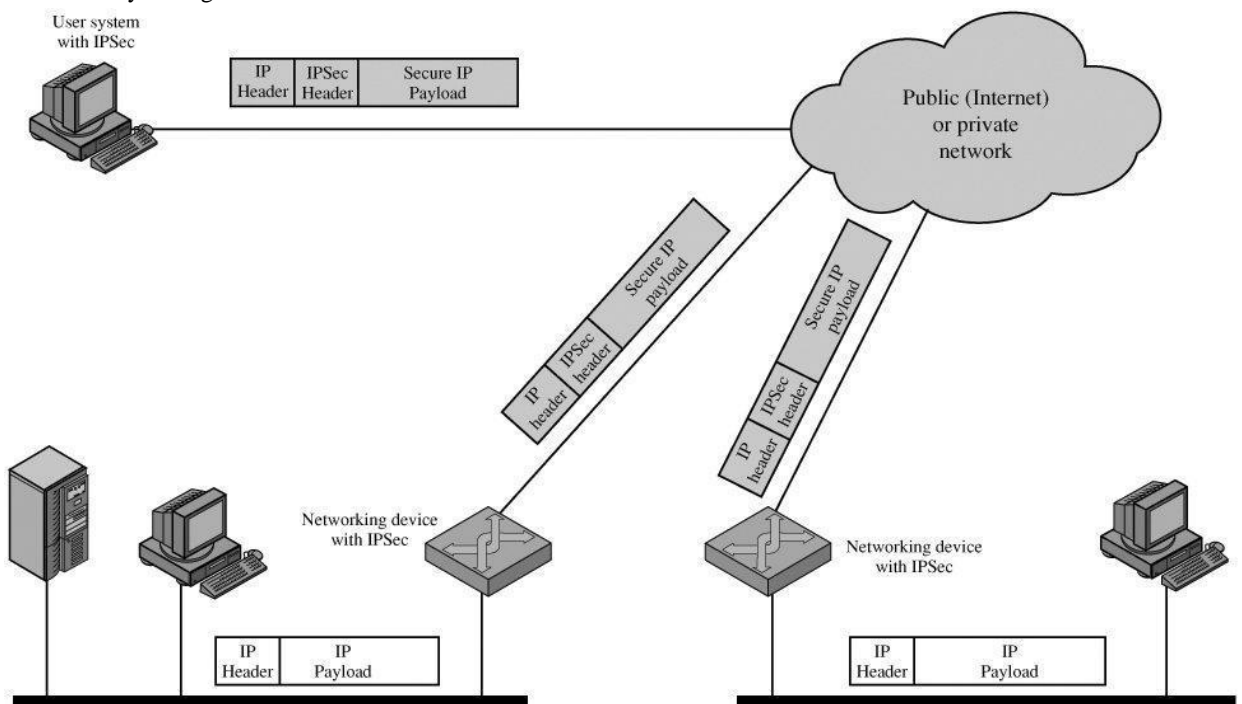 User system
with IPSec
IP
Header
IPSec
Header
Secure IP
Payload
Public (Internet)
or private
network
Secure IP
payload
IPSec
header
IP
header
Secure IP
payload
IPSec
header
IP
header
Networking device
with IPSec
Networking device
with IPSec
IP
Header
IP
Payload
IP
Header
IP
Payload